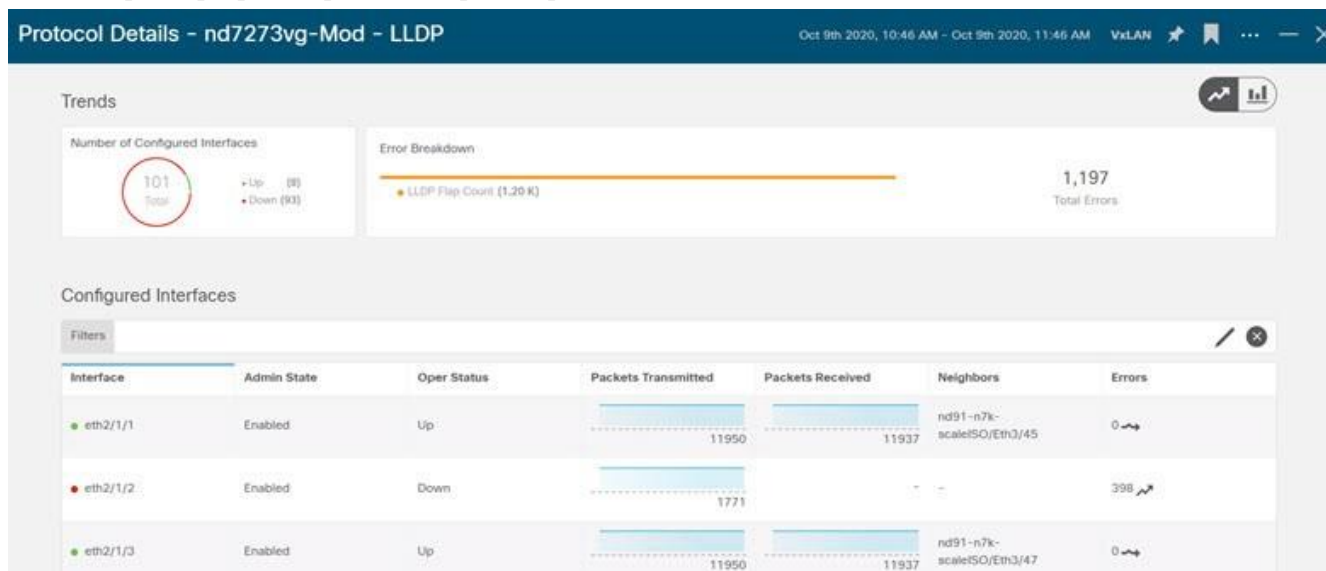 Protocol Details - nd7273vg-Mod - LLDP
Oct 9th 2020, 10:46 AM - Oct 9th 2020, 11:46 AM VxLAN
Trends
Number of Configured Interfaces
101
Total
Up (8)
Down (93)
Error Breakdown
LLDP Flap Count (1.20 K)
1,197
Total Errors
Configured Interfaces
Filters
Interface Admin State Oper Status Packets Transmitted Packets Received Neighbors Errors
eth2/1/1 Enabled Up 11950 11937 nd91-n7k-
scaleISO/Eth3/45 0
eth2/1/2 Enabled Down 1771 - - 398
eth2/1/3 Enabled Up 11950 11937 nd91-n7k-
scaleISO/Eth3/47 0